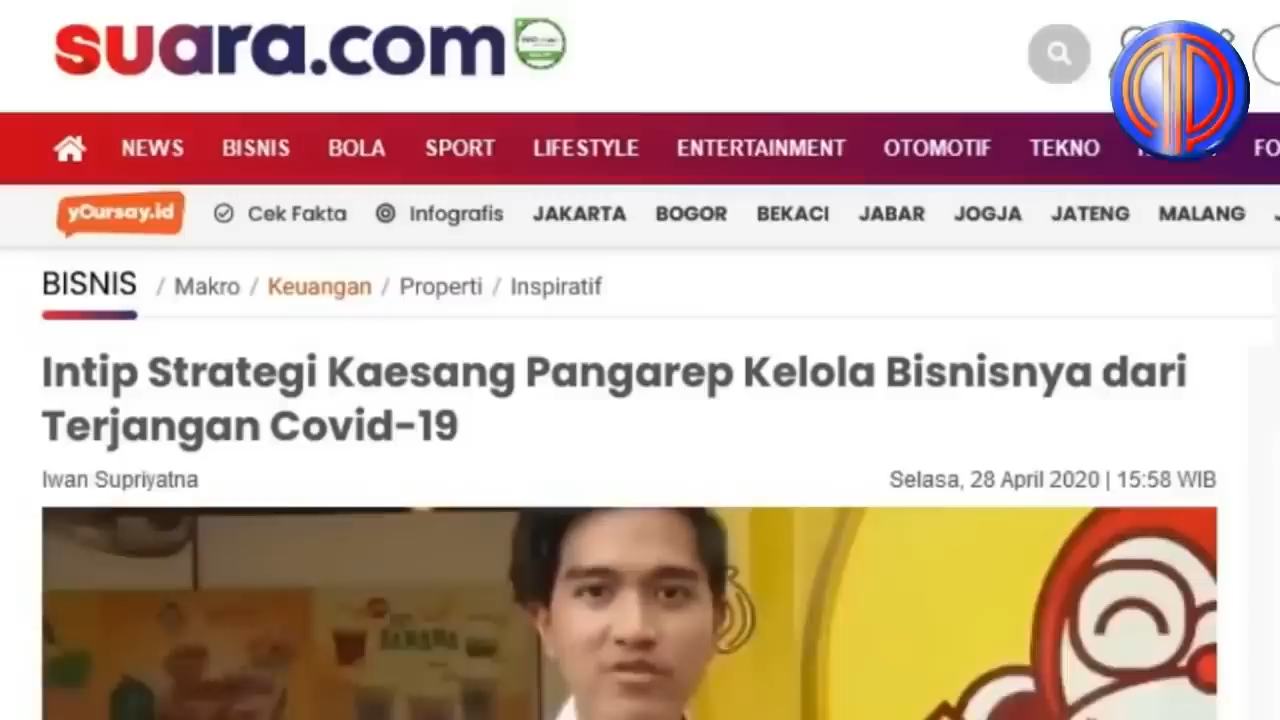 suara.com
NEWS BISNIS BOLA SPORT LIFESTYLE ENTERTAINMENT OTOMOTIF TEKNO FO
yoursay.id Cek Fakta Infografis JAKARTA BOGOR BEKACI JABAR JOGJA JATENG MALANG
BISNIS / Makro / Keuangan / Properti / Inspiratif
Intip Strategi Kaesang Pangarep Kelola Bisnisnya dari
Terjangan Covid-19
Iwan Supriyatna Selasa, 28 April 2020 | 15:58 WIB
BANANA